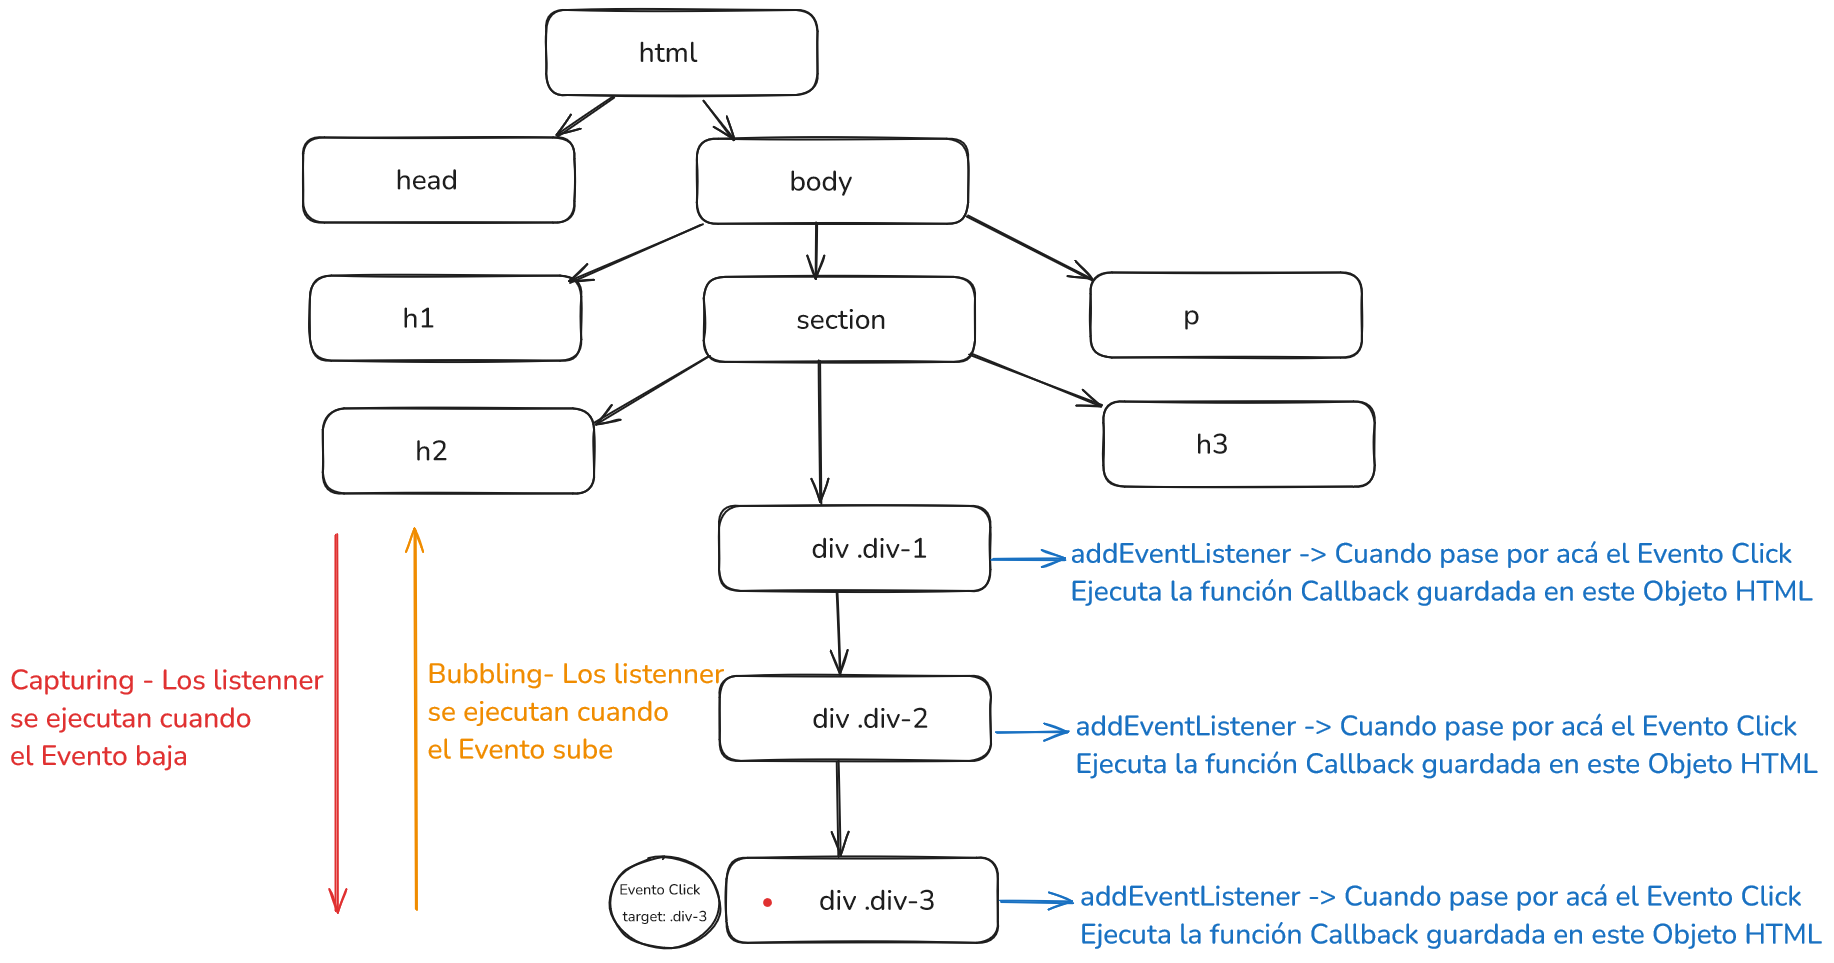 html
head
body
h1
section
p
h2
h3
div .div-1
addEventListener -> Cuando pase por acá el Evento Click
Ejecuta la función Callback guardada en este Objeto HTML
Capturing - Los listenner
se ejecutan cuando
el Evento baja
Bubbling- Los listenner
se ejecutan cuando
el Evento sube
div .div-2
addEventListener -> Cuando pase por acá el Evento Click
Ejecuta la función Callback guardada en este Objeto HTML
Evento Click
target: .div-3
div .div-3
addEventListener -> Cuando pase por acá el Evento Click
Ejecuta la función Callback guardada en este Objeto HTML